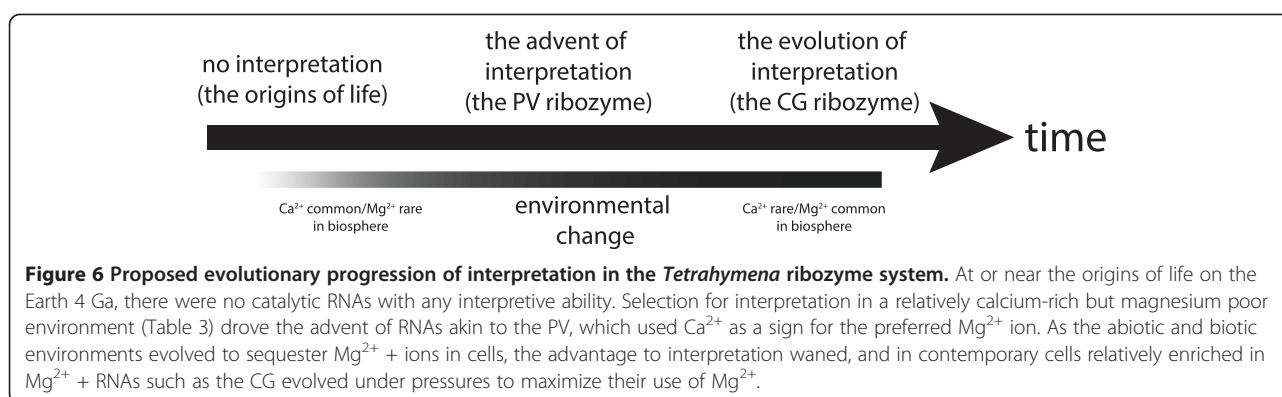 no interpretation
(the origins of life)
the advent of
interpretation
(the PV ribozyme)
the evolution of
interpretation
(the CG ribozyme)
time
Ca²⁺ common/Mg²⁺ rare
in biosphere
environmental
change
Ca²⁺ rare/Mg²⁺ common
in biosphere
Figure 6 Proposed evolutionary progression of interpretation in the Tetrahymena ribozyme system. At or near the origins of life on the
Earth 4 Ga, there were no catalytic RNAs with any interpretive ability. Selection for interpretation in a relatively calcium-rich but magnesium poor
environment (Table 3) drove the advent of RNAs akin to the PV, which used Ca²⁺ as a sign for the preferred Mg²⁺ ion. As the abiotic and biotic
environments evolved to sequester Mg²⁺ + ions in cells, the advantage to interpretation waned, and in contemporary cells relatively enriched in
Mg²⁺ + RNAs such as the CG evolved under pressures to maximize their use of Mg²⁺.